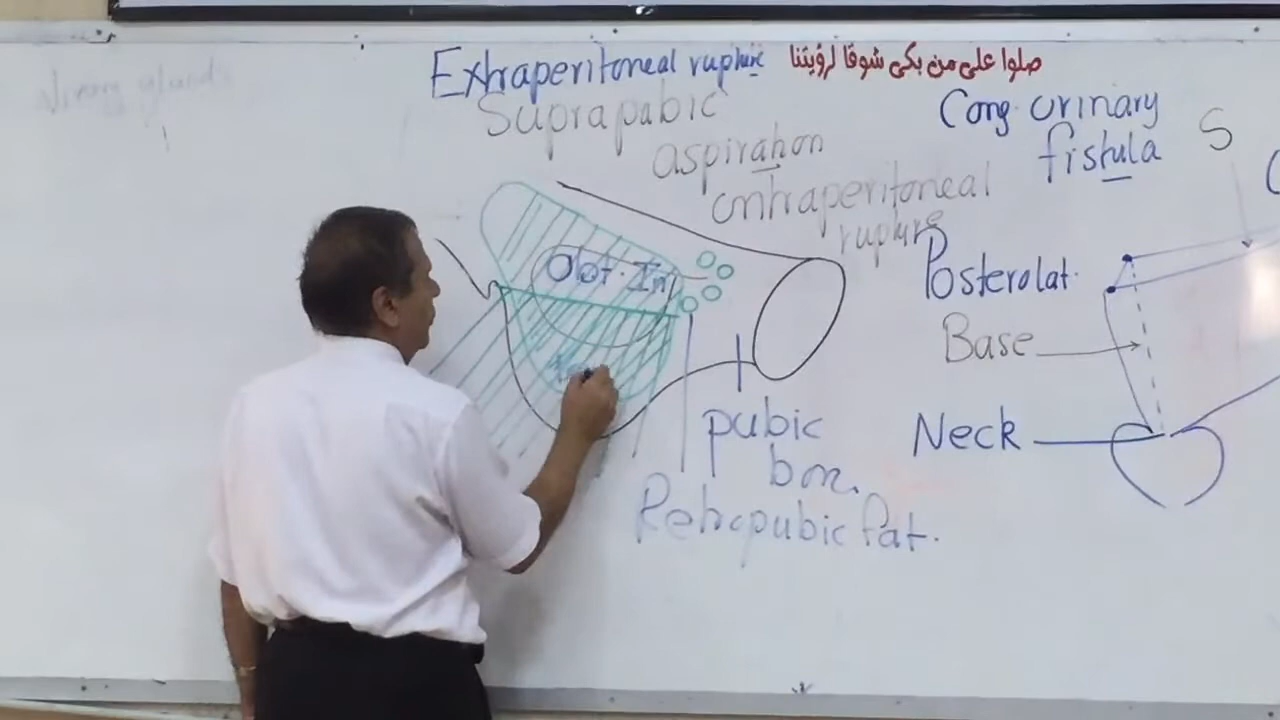 Extraperitoneal rupture
صلوا على من بكى شوقا لرؤيتنا
Suprapubic
aspiration
intraperitoneal
rupture
Cong. urinary
fistula
S
Obt. In
Posterolat.
Base
Neck
pubic
bon.
Retropubic fat.